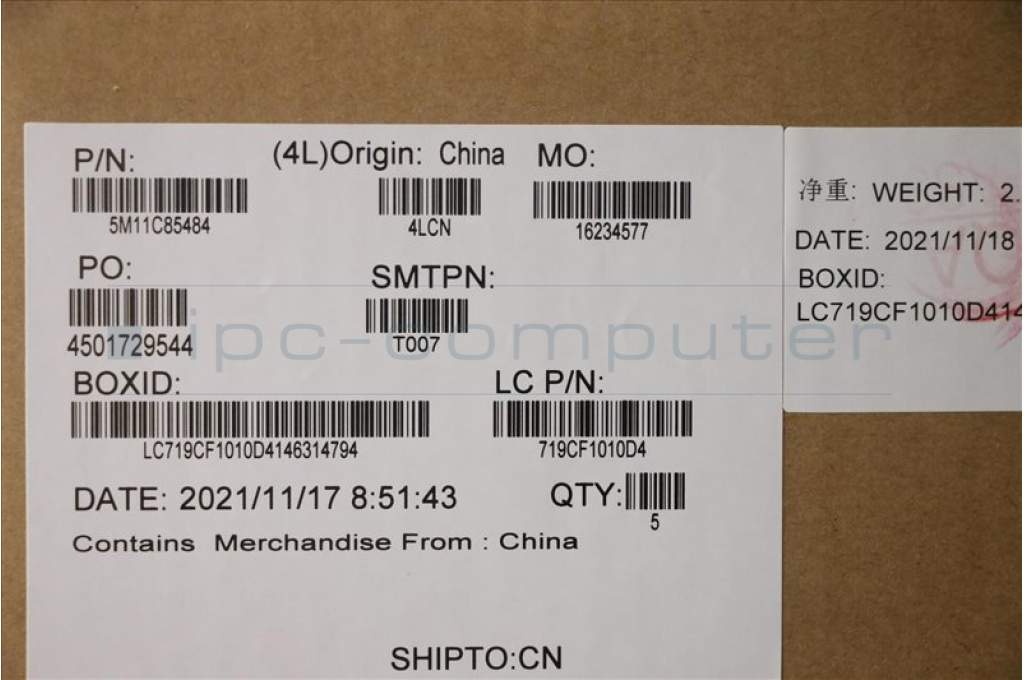 P/N: (4L)Origin: China MO:
5M11C85484 4LCN 16234577
PO: SMTPN:
4501729544 T007
BOXID: LC P/N:
LC719CF1010D4146314794 719CF1010D4
DATE: 2021/11/17 8:51:43 QTY:
5
Contains Merchandise From : China
SHIPTO:CN
净重: WEIGHT: 2.
DATE: 2021/11/18
BOXID:
LC719CF1010D414
ipc-computer